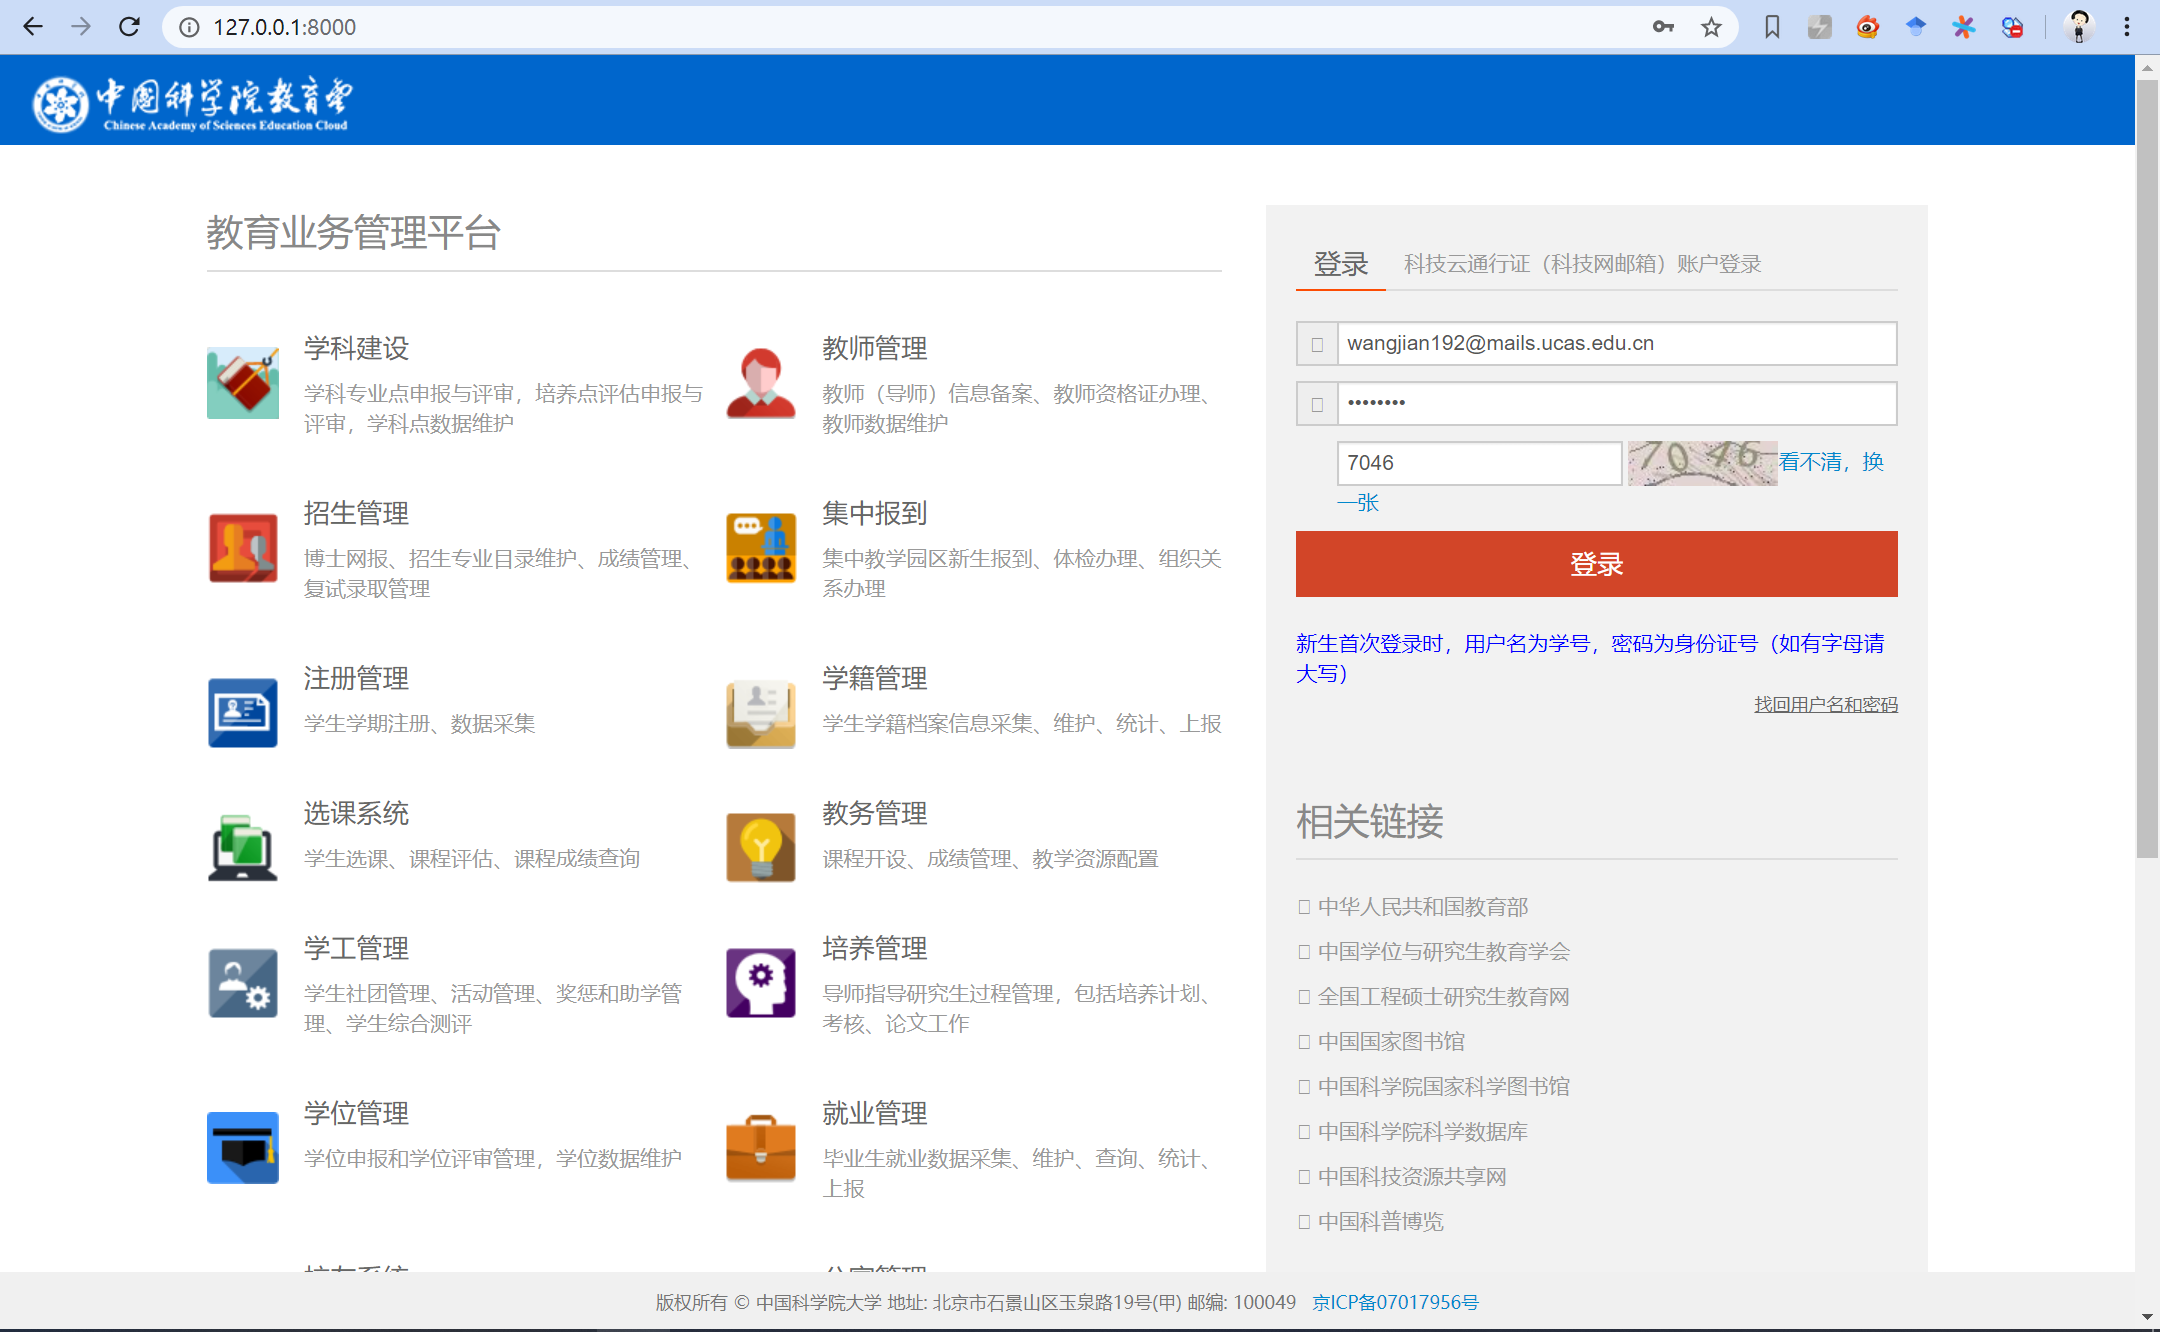 127.0.0.1:8000
中国科学院教育云
Chinese Academy of Sciences Education Cloud
教育业务管理平台
学科建设
学科专业点申报与评审，培养点评估申报与
评审，学科点数据维护
教师管理
教师（导师）信息备案、教师资格证办理、
教师数据维护
招生管理
博士网报、招生专业目录维护、成绩管理、
复试录取管理
集中报到
集中教学园区新生报到、体检办理、组织关
系办理
注册管理
学生学期注册、数据采集
学籍管理
学生学籍档案信息采集、维护、统计、上报
选课系统
学生选课、课程评估、课程成绩查询
教务管理
课程开设、成绩管理、教学资源配置
学工管理
学生社团管理、活动管理、奖惩和助学管
理、学生综合测评
培养管理
导师指导研究生过程管理，包括培养计划、
考核、论文工作
学位管理
学位申报和学位评审管理，学位数据维护
就业管理
毕业生就业数据采集、维护、查询、统计、
上报
登录 科技云通行证（科技网邮箱）账户登录
wangjian192@mails.ucas.edu.cn
••••••••
7046 7046 看不清，换
一张
登录
新生首次登录时，用户名为学号，密码为身份证号（如有字母请
大写）
找回用户名和密码
相关链接
中华人民共和国教育部
中国学位与研究生教育学会
全国工程硕士研究生教育网
中国国家图书馆
中国科学院国家科学图书馆
中国科学院科学数据库
中国科技资源共享网
中国科普博览
版权所有 © 中国科学院大学 地址: 北京市石景山区玉泉路19号(甲) 邮编: 100049 京ICP备07017956号